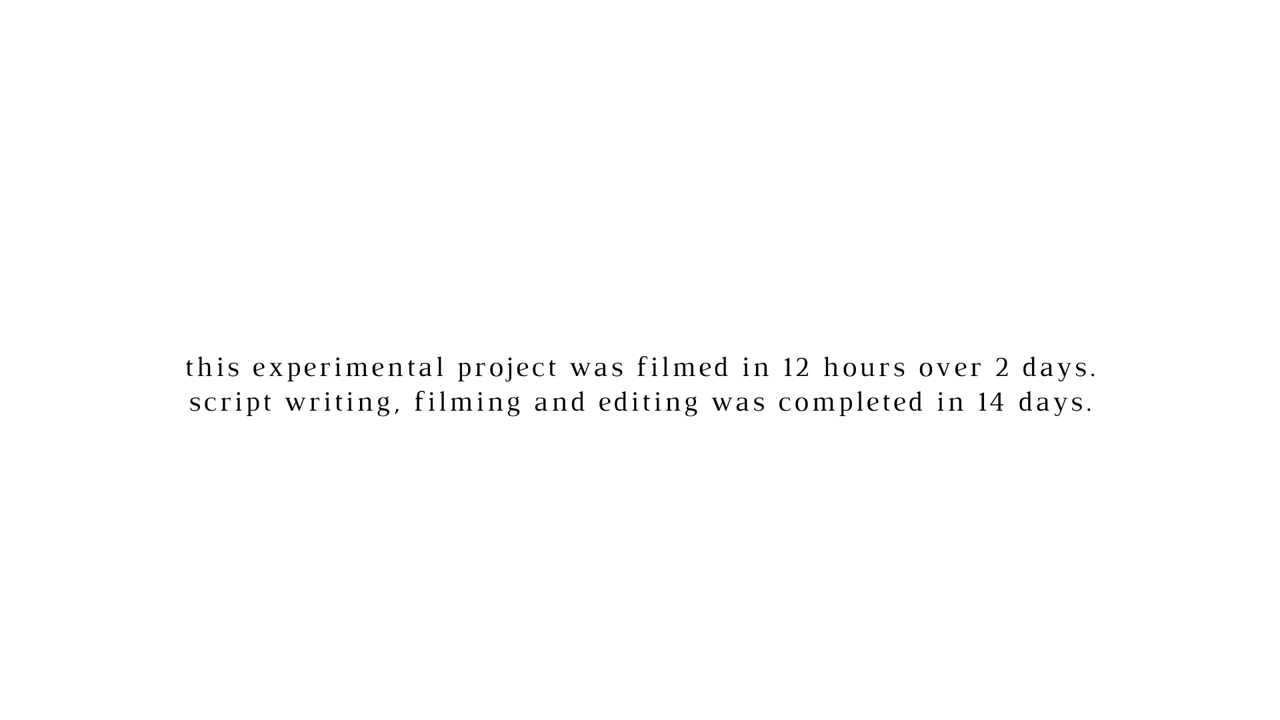 this experimental project was filmed in 12 hours over 2 days.
script writing, filming and editing was completed in 14 days.